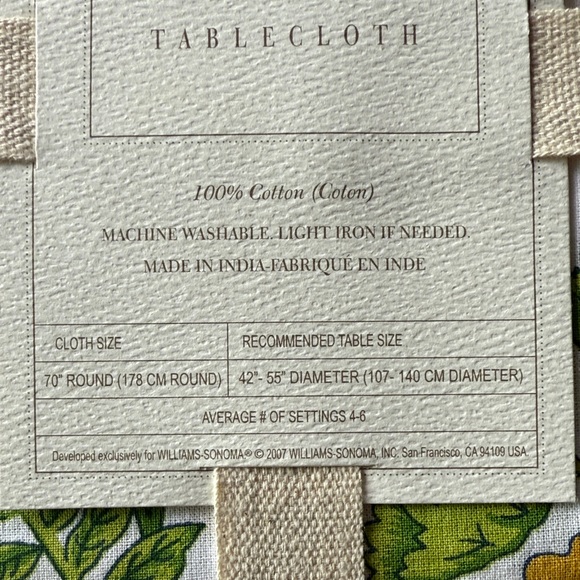 TABLECLOTH
100% Cotton (Coton)
MACHINE WASHABLE. LIGHT IRON IF NEEDED.
MADE IN INDIA-FABRIQUÉ EN INDE
CLOTH SIZE RECOMMENDED TABLE SIZE
70" ROUND (178 CM ROUND) 42"- 55" DIAMETER (107- 140 CM DIAMETER)
AVERAGE # OF SETTINGS 4-6
Developed exclusively for WILLIAMS-SONOMA® © 2007 WILLIAMS-SONOMA, INC. San Francisco, CA 94109 USA